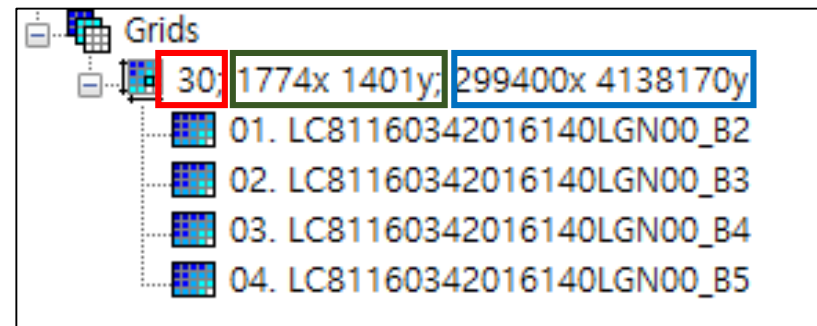 Grids
30; 1774x 1401y; 299400x 4138170y
01. LC81160342016140LGN00_B2
02. LC81160342016140LGN00_B3
03. LC81160342016140LGN00_B4
04. LC81160342016140LGN00_B5